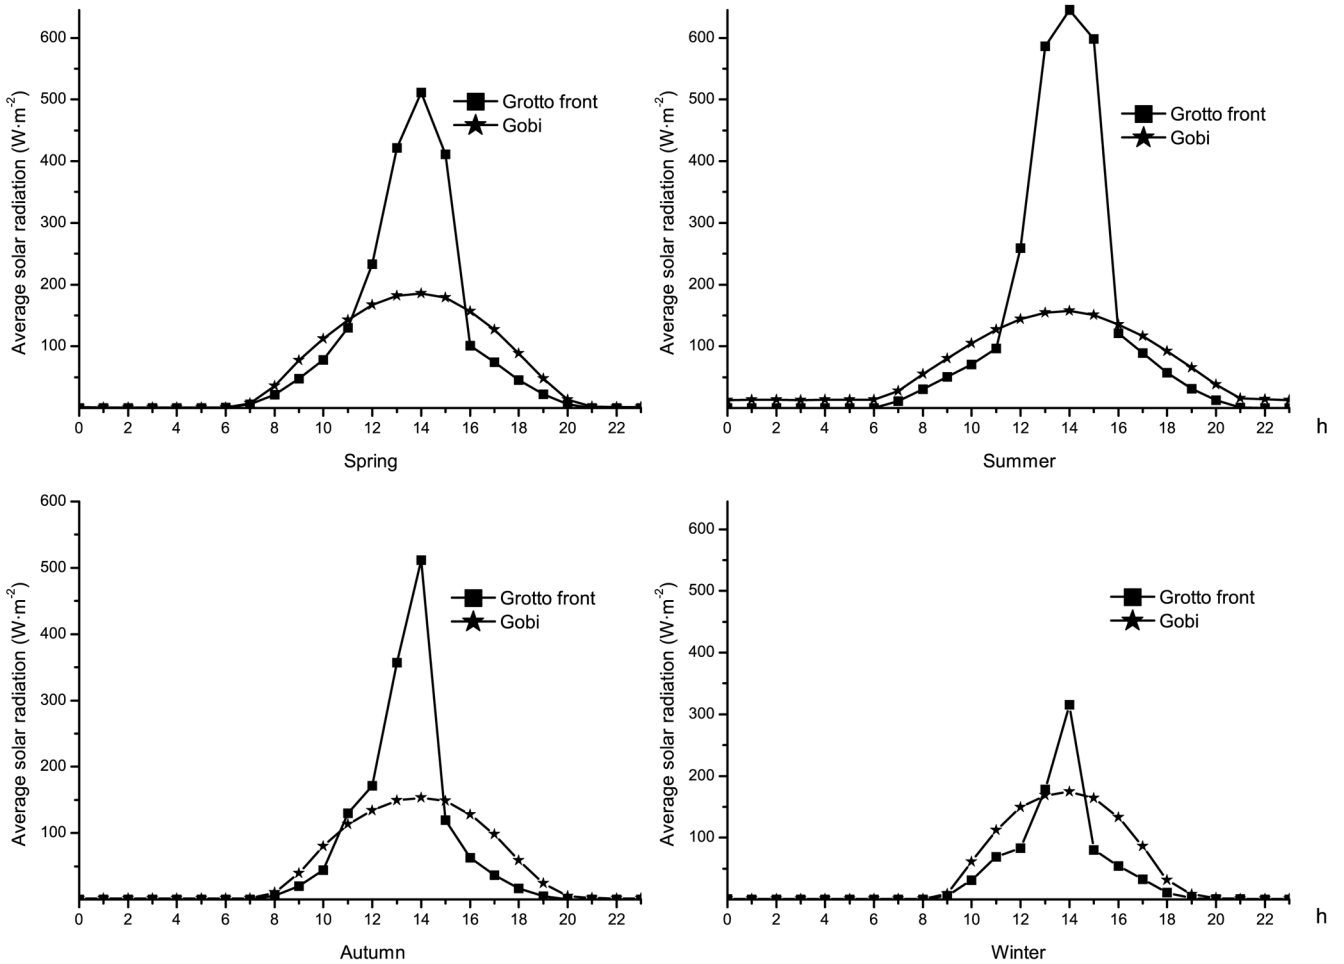 Average solar radiation (W·m-2)
600
500
400
300
200
100
Grotto front
Gobi
0 2 4 6 8 10 12 14 16 18 20 22
Spring
Average solar radiation (W·m-2)
600
500
400
300
200
100
Grotto front
Gobi
0 2 4 6 8 10 12 14 16 18 20 22 h
Summer
Average solar radiation (W·m-2)
600
500
400
300
200
100
Grotto front
Gobi
0 2 4 6 8 10 12 14 16 18 20 22
Autumn
Average solar radiation (W·m-2)
600
500
400
300
200
100
Grotto front
Gobi
0 2 4 6 8 10 12 14 16 18 20 22 h
Winter